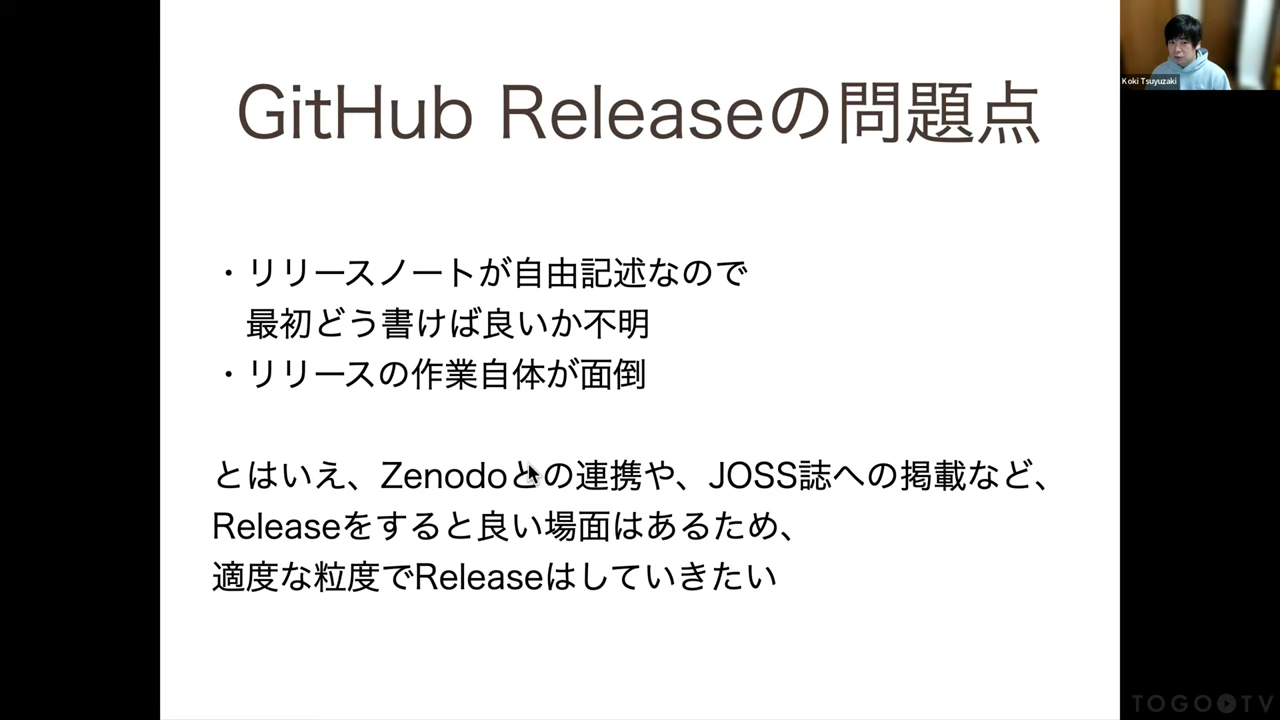 GitHub Releaseの問題点
Koki Tsuyuzaki
・リリースノートが自由記述なので
最初どう書けば良いか不明
・リリースの作業自体が面倒
とはいえ、Zenodoとの連携や、JOSS誌への掲載など、
Releaseをすると良い場面はあるため、
適度な粒度でReleaseはしていきたい
TOGO TV